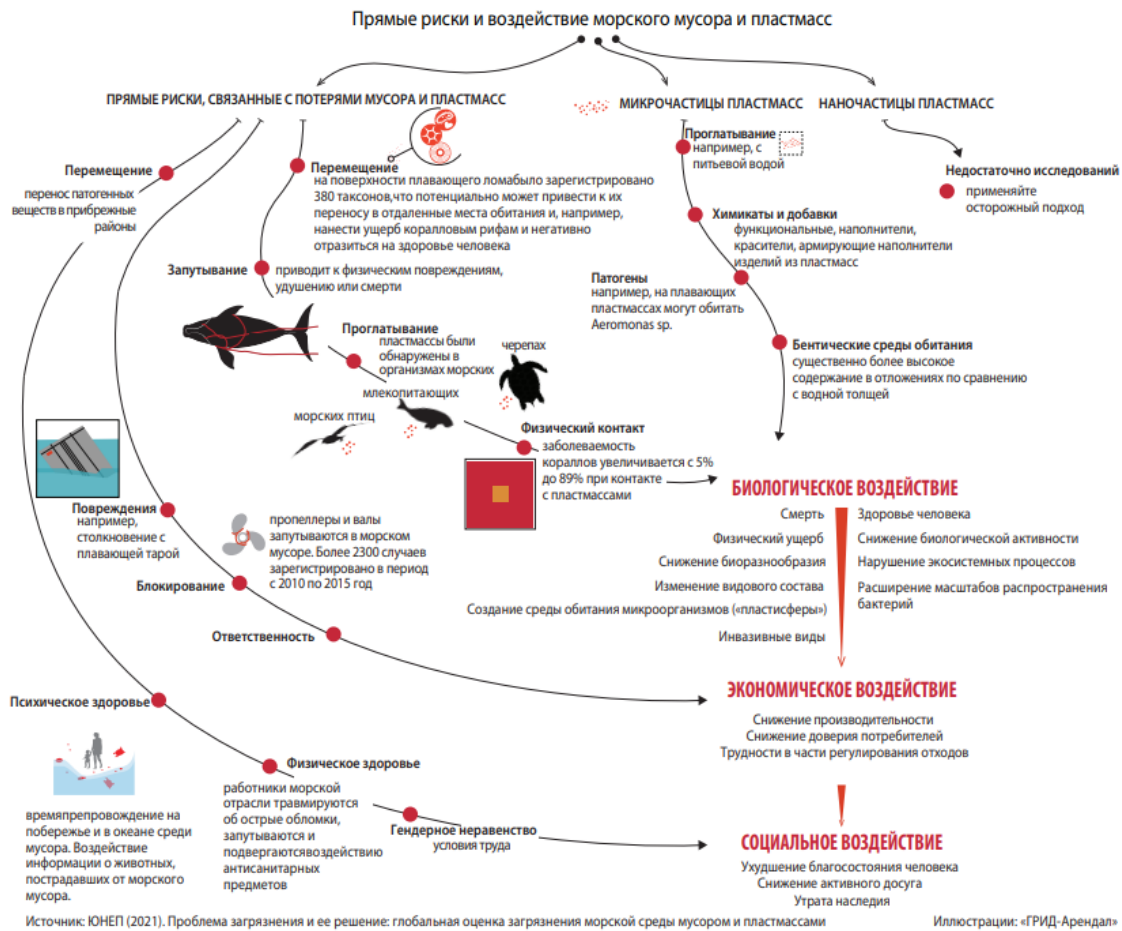 Прямые риски и воздействие морского мусора и пластмасс
ПРЯМЫЕ РИСКИ, СВЯЗАННЫЕ С ПОТЕРЯМИ МУСОРА И ПЛАСТМАСС
МИКРОЧАСТИЦЫ ПЛАСТМАСС
НАНОЧАСТИЦЫ ПЛАСТМАСС
Перемещение
перенос патогенных
веществ в прибрежные
районы
Перемещение
на поверхности плавающего ломабыло зарегистрировано
380 таксонов,что потенциально может привести к их
переносу в отдаленные места обитания и, например,
нанести ущерб коралловым рифам и негативно
отразиться на здоровье человека
Запутывание
приводит к физическим повреждениям,
удушению или смерти
Проглатывание
пластмассы были
обнаружены в
организмах морских
черепах
млекопитающих
морских птиц
Физический контакт
заболеваемость
кораллов увеличивается с 5%
до 89% при контакте
с пластмассами
Проглатывание
например, с
питьевой водой
Химикаты и добавки
функциональные, наполнители,
красители, армирующие наполнители
изделий из пластмасс
Патогены
например, на плавающих
пластмассах могут обитать
Aeromonas sp.
Бентические среды обитания
существенно более высокое
содержание в отложениях по сравнению
с водной толщей
Недостаточно исследований
применяйте
осторожный подход
Повреждения
например,
столкновение с
плавающей тарой
пропеллеры и валы
запутываются в морском
мусоре. Более 2300 случаев
зарегистрировано в период
с 2010 по 2015 год
Блокирование
Ответственность
Психическое здоровье
времяпрепровождение на
побережье и в океане среди
мусора. Воздействие
информации о животных,
пострадавших от морского
мусора.
Физическое здоровье
работники морской
отрасли травмируются
об острые обломки,
запутываются и
подвергаютсявоздействию
антисанитарных
предметов
Гендерное неравенство
условия труда
БИОЛОГИЧЕСКОЕ ВОЗДЕЙСТВИЕ
Смерть
Физический ущерб
Снижение биоразнообразия
Изменение видового состава
Создание среды обитания микроорганизмов («пластисферы»)
Инвазивные виды
Здоровье человека
Снижение биологической активности
Нарушение экосистемных процессов
Расширение масштабов распространения
бактерий
ЭКОНОМИЧЕСКОЕ ВОЗДЕЙСТВИЕ
Снижение производительности
Снижение доверия потребителей
Трудности в части регулирования отходов
СОЦИАЛЬНОЕ ВОЗДЕЙСТВИЕ
Ухудшение благосостояния человека
Снижение активного досуга
Утрата наследия
Источник: ЮНЕП (2021). Проблема загрязнения и ее решение: глобальная оценка загрязнения морской среды мусором и пластмассами
Иллюстрации: «ГРИД-Арендал»